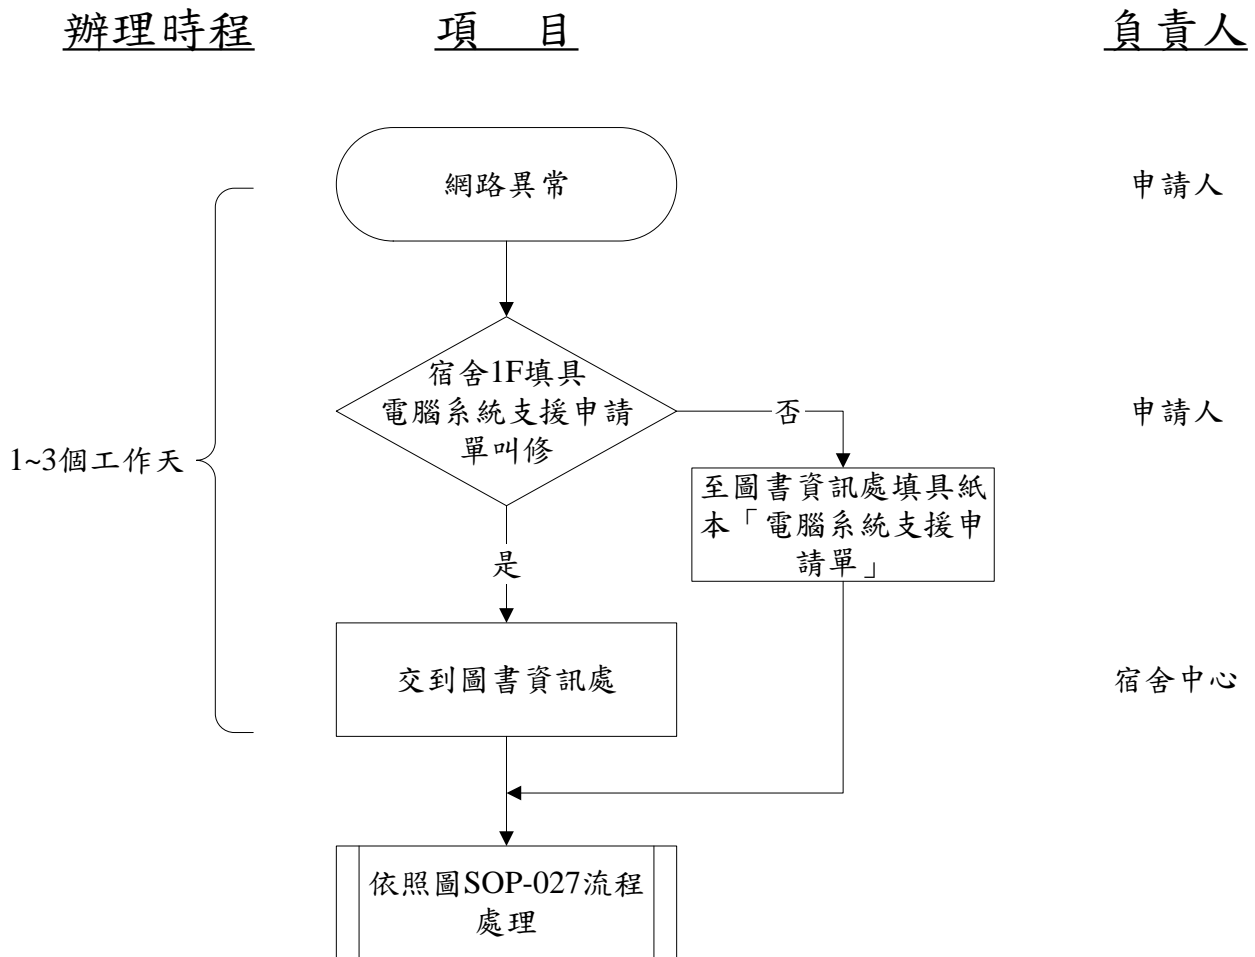 辦理時程
項 目
負責人
網路異常
申請人
宿舍1F填具
電腦系統支援申請
單叫修
否
申請人
1~3個工作天
至圖書資訊處填具紙
本「電腦系統支援申
請單」
是
交到圖書資訊處
宿舍中心
依照圖SOP-027流程
處理